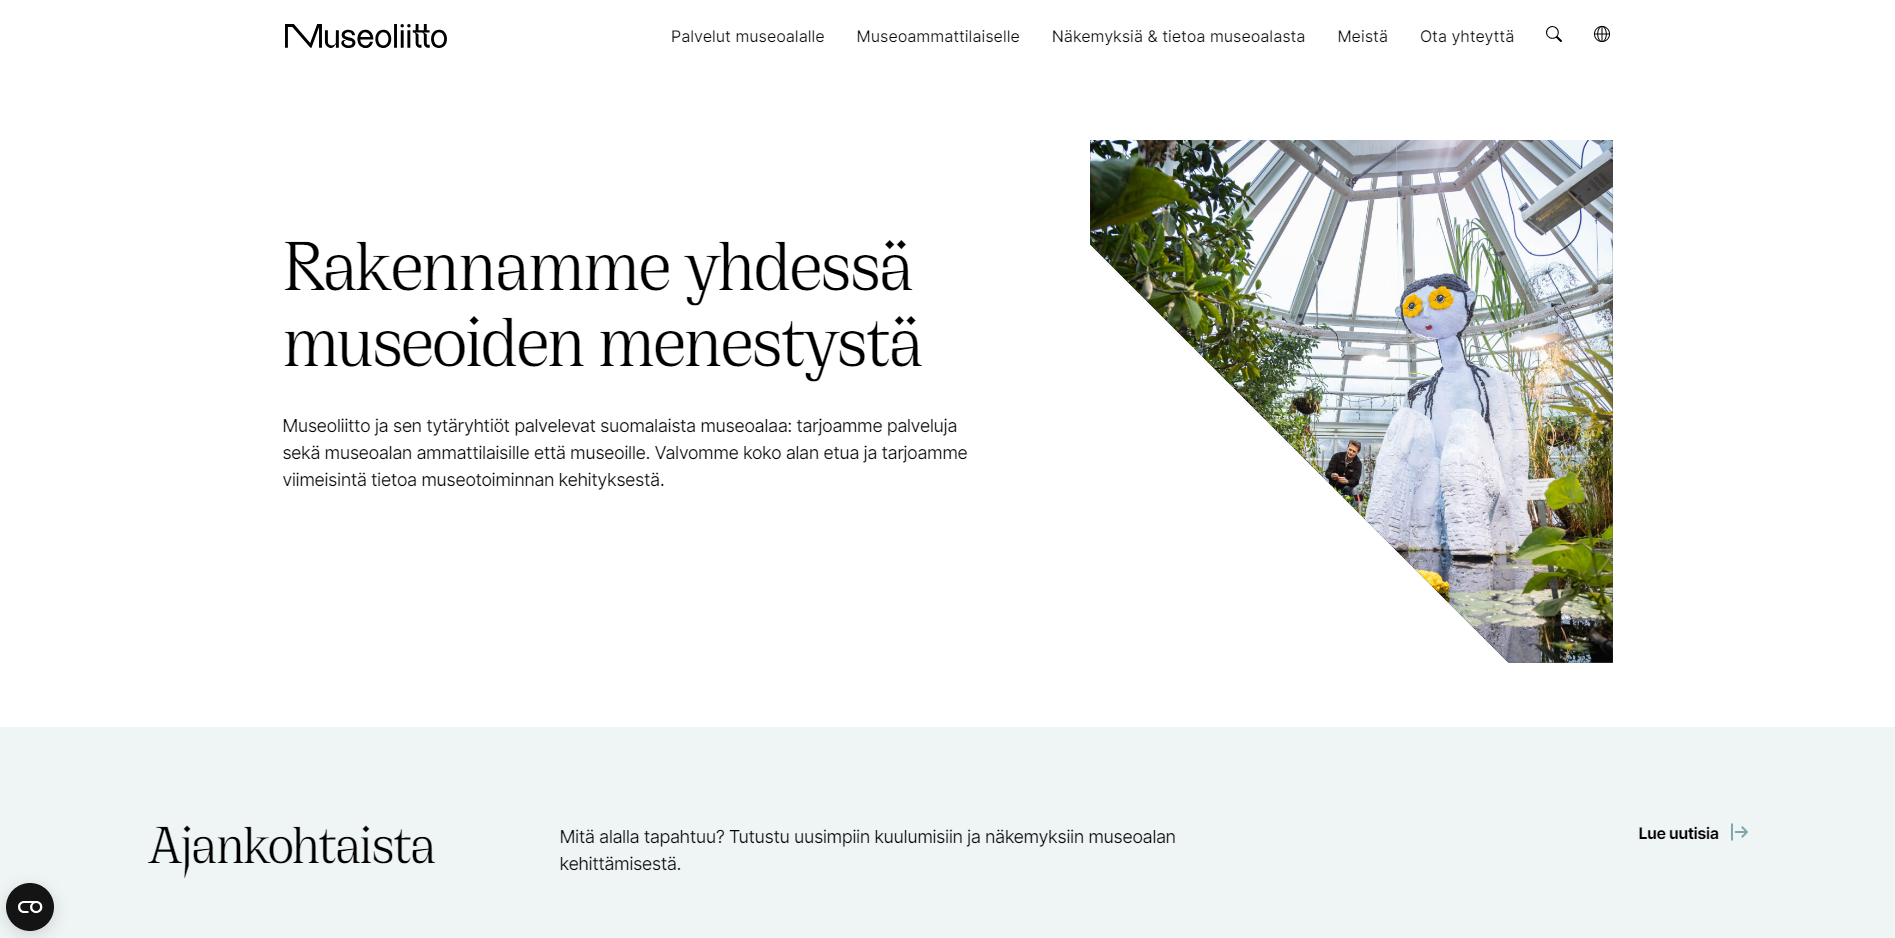 Museoliitto
Palvelut museoalalle
Museoammattilaiselle
Näkemyksiä & tietoa museoalasta
Meistä
Ota yhteyttä
Rakennamme yhdessä
museoiden menestystä
Museoliitto ja sen tytäryhtiöt palvelevat suomalaista museoalaa: tarjoamme palveluja
sekä museoalan ammattilaisille että museoille. Valvomme koko alan etua ja tarjoamme
viimeisintä tietoa museotoiminnan kehityksestä.
Ajankohtaista
Mitä alalla tapahtuu? Tutustu uusimpiin kuulumisiin ja näkemyksiin museoalan
kehittämisestä.
Lue uutisia